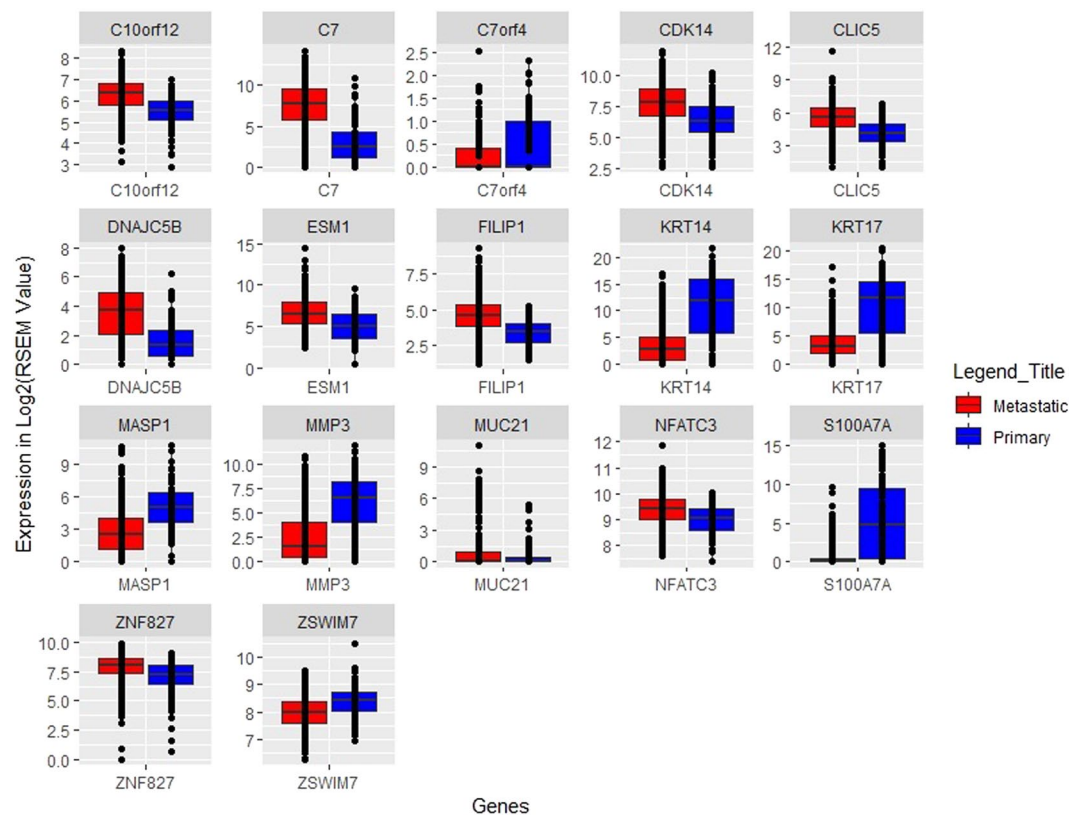 C10orf12 C7 C7orf4 CDK14 CLIC5
8 7 6 5 4 3
10 5 0
2.5 2.0 1.5 1.0 0.5 0.0
10.0 7.5 5.0 2.5
12 9 6 3
C10orf12 C7 C7orf4 CDK14 CLIC5
DNAJC5B ESM1 FILIP1 KRT14 KRT17
8 6 4 2 0
15 10 5 0
7.5 5.0 2.5
20 15 10 5 0
20 15 10 5 0
DNAJC5B ESM1 FILIP1 KRT14 KRT17
MASP1 MMP3 MUC21 NFATC3 S100A7A
9 6 3 0
10.0 7.5 5.0 2.5 0.0
9 6 3 0
12 11 10 9 8
15 10 5 0
MASP1 MMP3 MUC21 NFATC3 S100A7A
ZNF827 ZSWIM7
10.0 7.5 5.0 2.5 0.0
10 9 8 7
ZNF827 ZSWIM7
Expression in Log2(RSEM Value)
Genes
Legend_Title
Metastatic
Primary